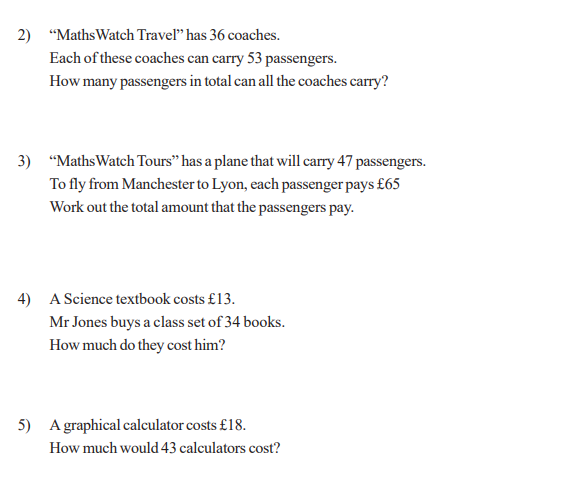 2) “MathsWatch Travel” has 36 coaches.
Each of these coaches can carry 53 passengers.
How many passengers in total can all the coaches carry?
3) “MathsWatch Tours” has a plane that will carry 47 passengers.
To fly from Manchester to Lyon, each passenger pays £65
Work out the total amount that the passengers pay.
4) A Science textbook costs £13.
Mr Jones buys a class set of 34 books.
How much do they cost him?
5) A graphical calculator costs £18.
How much would 43 calculators cost?